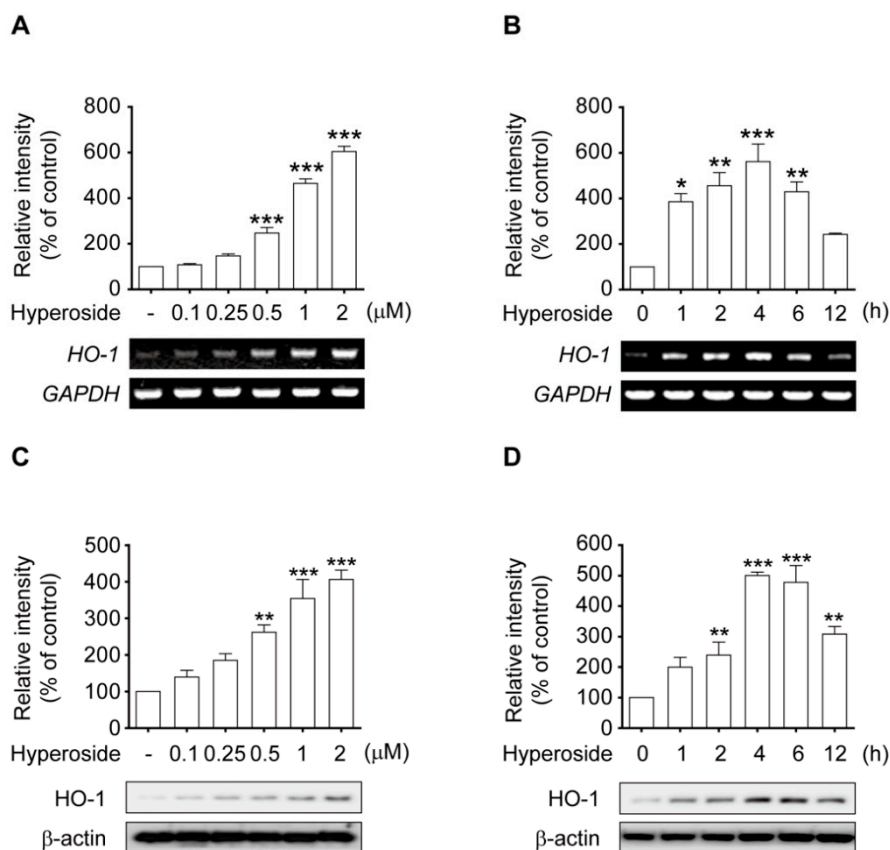 A
Relative intensity
(% of control)
800
600
400
200
0
***
***
***
Hyperoside - 0.1 0.25 0.5 1 2 (μM)
HO-1
GAPDH
B
Relative intensity
(% of control)
800
600
400
200
0
*
**
***
**
Hyperoside 0 1 2 4 6 12 (h)
HO-1
GAPDH
C
Relative intensity
(% of control)
500
400
300
200
100
0
**
***
***
Hyperoside - 0.1 0.25 0.5 1 2 (μM)
HO-1
β-actin
D
Relative intensity
(% of control)
600
500
400
300
200
100
0
**
***
***
**
Hyperoside 0 1 2 4 6 12 (h)
HO-1
β-actin